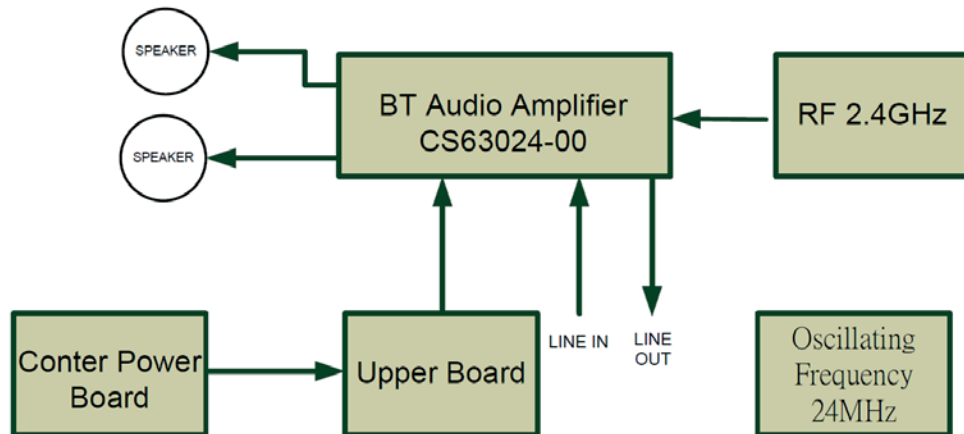 SPEAKER
BT Audio Amplifier
CS63024-00
RF 2.4GHz
SPEAKER
LINE IN
LINE
OUT
Conter Power
Board
Upper Board
Oscillating
Frequency
24MHz